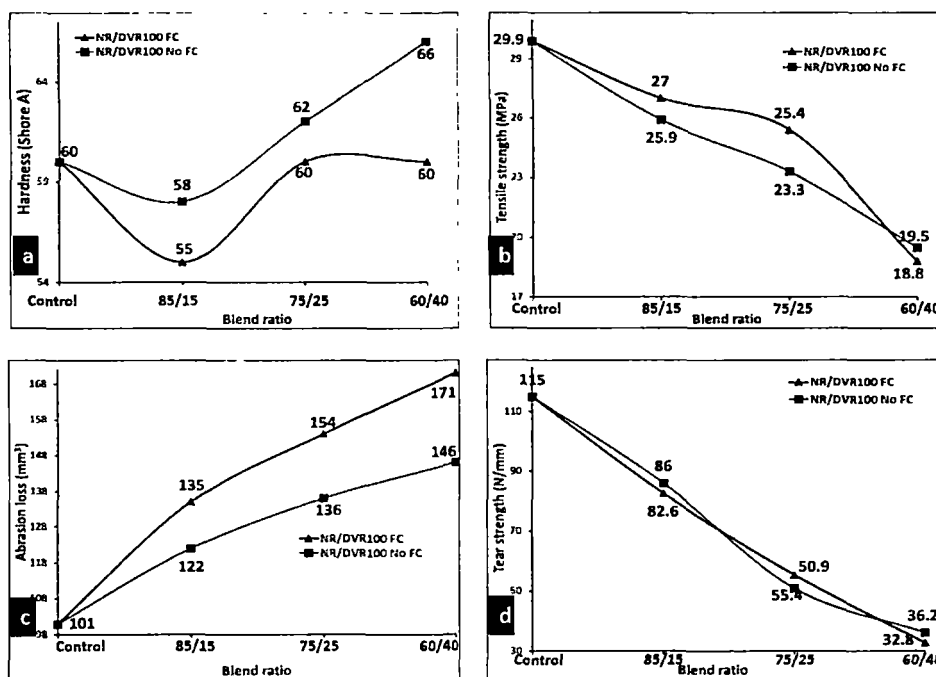 NR/DVR100 FC
NR/DVR100 No FC
Hardness (Shore A)
64
59
54
60
58
55
62
60
66
60
a
Control 85/15 75/25 60/40
Blend ratio
NR/DVR100 FC
NR/DVR100 No FC
Tensile strength (MPa)
29.9
29
26
23
20
17
27
25.9
25.4
23.3
19.5
18.8
b
Control 85/15 75/25 60/40
Blend ratio
NR/DVR100 FC
NR/DVR100 No FC
Abrasion loss (mm³)
168
158
148
138
128
118
108
98
101
135
122
154
136
171
146
c
Control 85/15 75/25 60/40
Blend ratio
NR/DVR100 FC
NR/DVR100 No FC
Tear strength (N/mm)
115
110
90
70
50
30
86
82.6
50.9
55.4
36.2
32.8
d
Control 85/15 75/25 60/40
Blend ratio